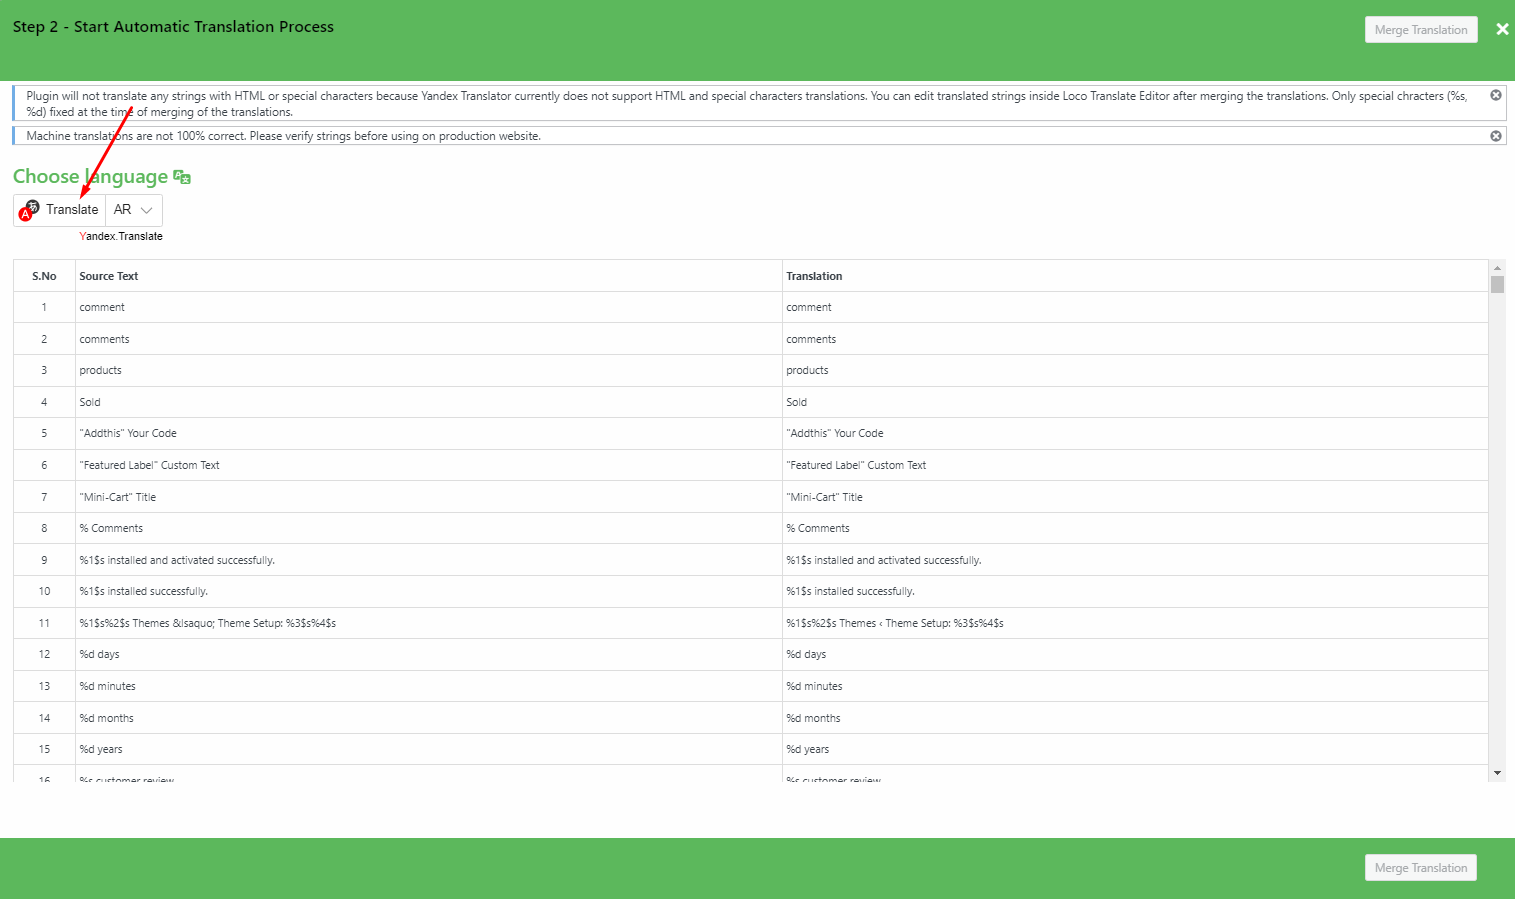 Step 2 - Start Automatic Translation Process
Merge Translation
Plugin will not translate any strings with HTML or special characters because Yandex Translator currently does not support HTML and special characters translations. You can edit translated strings inside Loco Translate Editor after merging the translations. Only special chracters (%s,
%d) fixed at the time of merging of the translations.
Machine translations are not 100% correct. Please verify strings before using on production website.
Choose language
A Translate AR
Yandex.Translate
S.No Source Text Translation
1 comment comment
2 comments comments
3 products products
4 Sold Sold
5 "Addthis" Your Code "Addthis" Your Code
6 "Featured Label" Custom Text "Featured Label" Custom Text
7 "Mini-Cart" Title "Mini-Cart" Title
8 % Comments % Comments
9 %1$s installed and activated successfully. %1$s installed and activated successfully.
10 %1$s installed successfully. %1$s installed successfully.
11 %1$s%2$s Themes &lsaquo; Theme Setup: %3$s%4$s %1$s%2$s Themes ‹ Theme Setup: %3$s%4$s
12 %d days %d days
13 %d minutes %d minutes
14 %d months %d months
15 %d years %d years
16 %s customer review %s customer review
Merge Translation